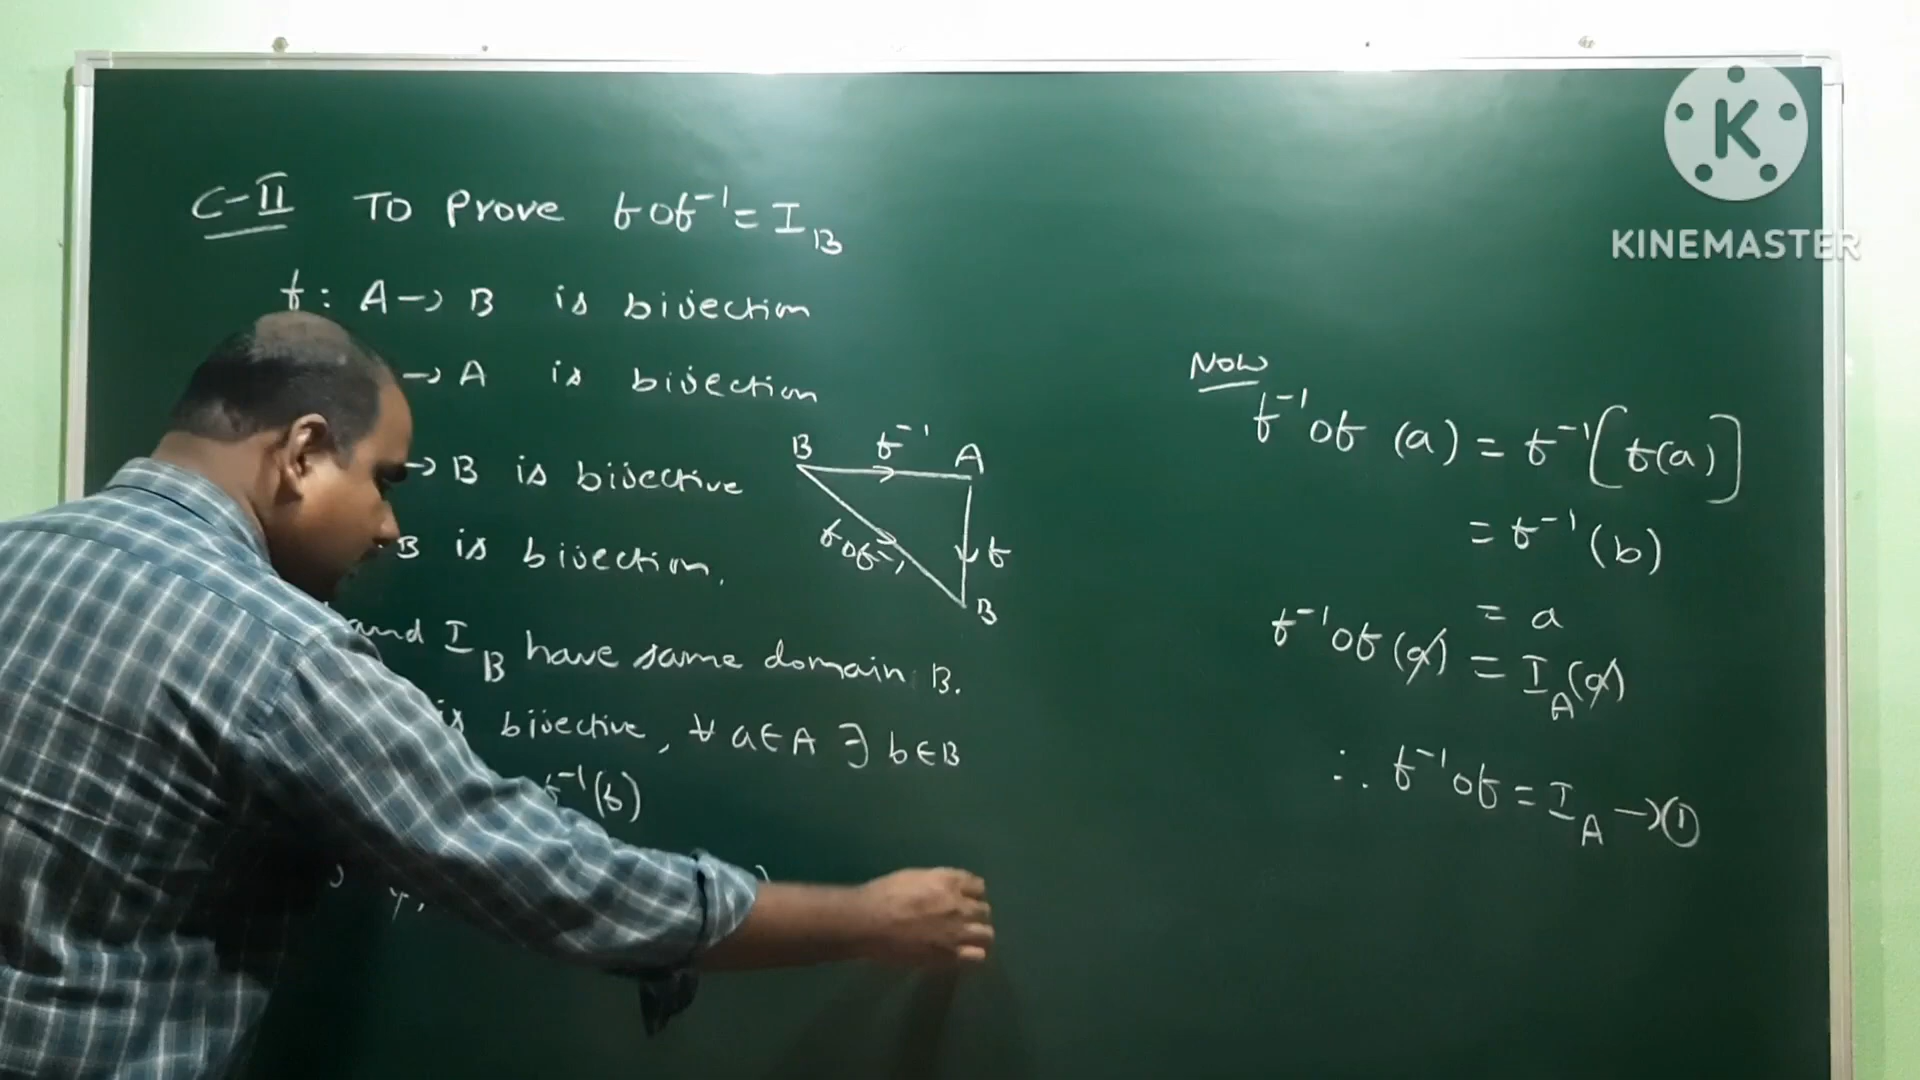 C-II To Prove fof⁻¹ = I_B
f : A → B is bijection
→ A is bijection
→ B is bijective
B is bijection.
and I_B have same domain B.
is bijective, ∀ a∈A ∃ b∈B
f⁻¹(b)
B f⁻¹ A
fof⁻¹ f
B
Now
f⁻¹of (a) = f⁻¹[f(a)]
= f⁻¹(b)
= a
f⁻¹of (a) = I_A(a)
∴ f⁻¹of = I_A → ①
K
KINEMASTER